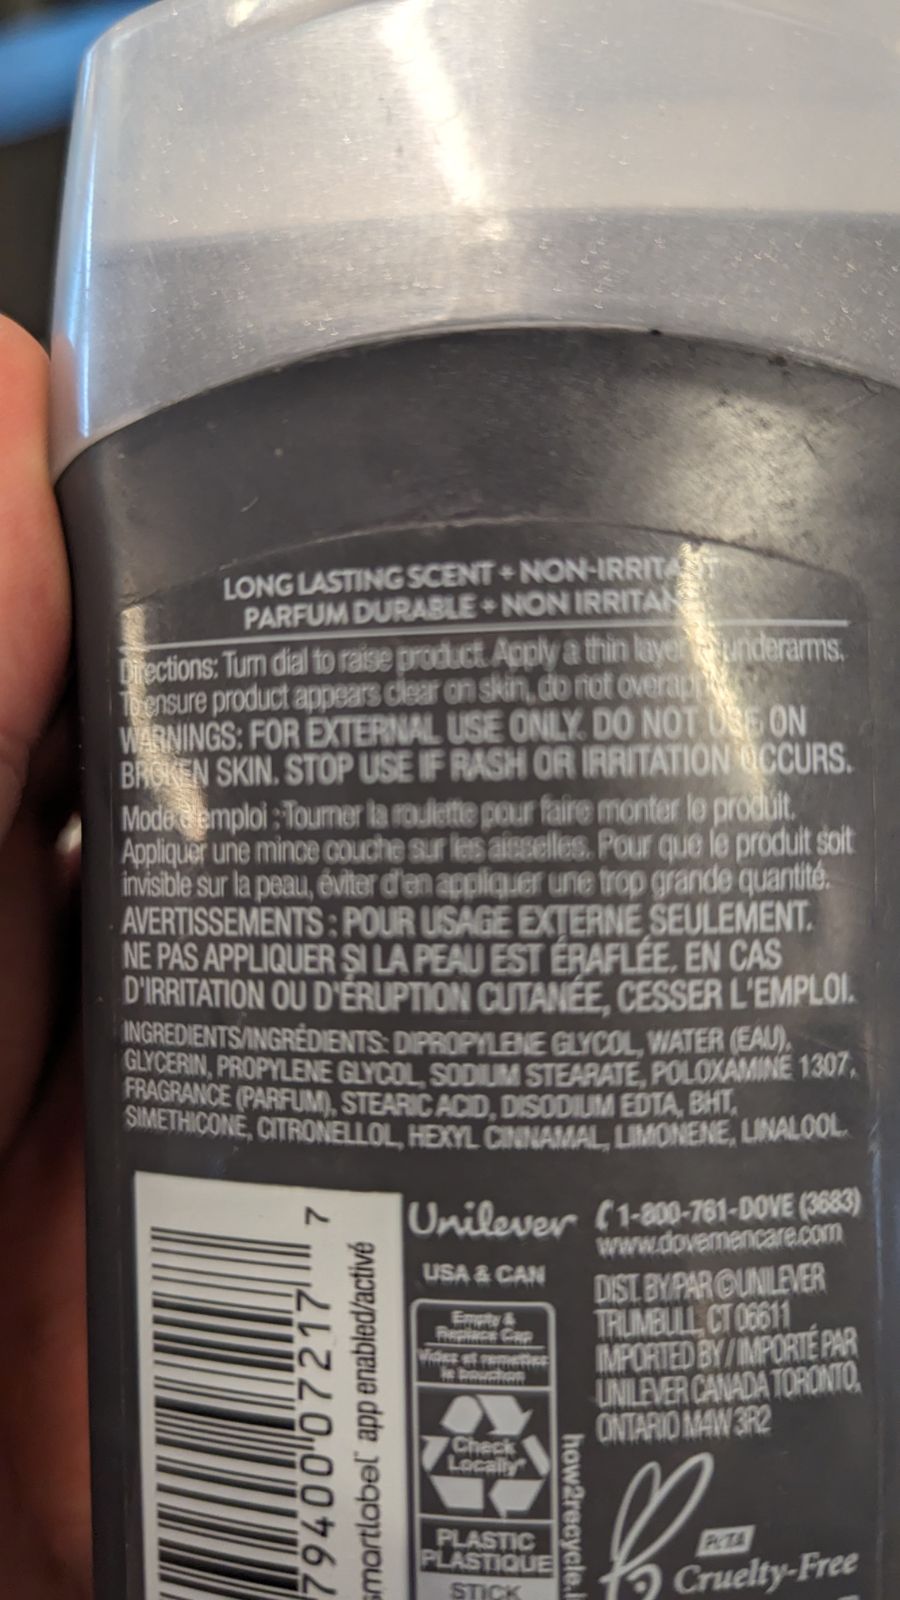 LONG LASTING SCENT + NON-IRRITANT
PARFUM DURABLE + NON IRRITANT
Directions: Turn dial to raise product. Apply a thin layer underarms.
To ensure product appears clear on skin, do not overapply
WARNINGS: FOR EXTERNAL USE ONLY. DO NOT USE ON
BROKEN SKIN. STOP USE IF RASH OR IRRITATION OCCURS.
Mode d'emploi : Tourner la roulette pour faire monter le produit.
Appliquer une mince couche sur les aisselles. Pour que le produit soit
invisible sur la peau, éviter d'en appliquer une trop grande quantité.
AVERTISSEMENTS : POUR USAGE EXTERNE SEULEMENT.
NE PAS APPLIQUER SI LA PEAU EST ÉRAFLÉE. EN CAS
D'IRRITATION OU D'ÉRUPTION CUTANÉE, CESSER L'EMPLOI.
INGREDIENTS/INGRÉDIENTS: DIPROPYLENE GLYCOL, WATER (EAU),
GLYCERIN, PROPYLENE GLYCOL, SODIUM STEARATE, POLOXAMINE 1307,
FRAGRANCE (PARFUM), STEARIC ACID, DISODIUM EDTA, BHT,
SIMETHICONE, CITRONELLOL, HEXYL CINNAMAL, LIMONENE, LINALOOL.
79400 07217 7
smartlabel app enabled/activé
Unilever
USA & CAN
Empty &
Replace Cap
Videz et remettez
le bouchon
Check
Locally*
PLASTIC
PLASTIQUE
STICK
how2recycle.i
1-800-761-DOVE (3683)
www.dovemencare.com
DIST. BY/PAR ©UNILEVER
TRUMBULL, CT 06611
IMPORTED BY / IMPORTÉ PAR
UNILEVER CANADA TORONTO,
ONTARIO M4W 3R2
PETA
Cruelty-Free